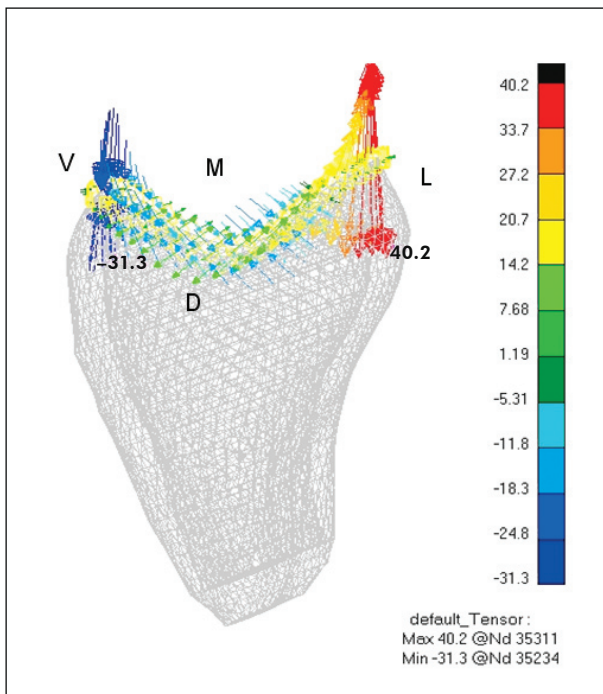 V
M
L
-31.3
40.2
D
40.2
33.7
27.2
20.7
14.2
7.68
1.19
-5.31
-11.8
-18.3
-24.8
-31.3
default_Tensor :
Max 40.2 @Nd 35311
Min -31.3 @Nd 35234